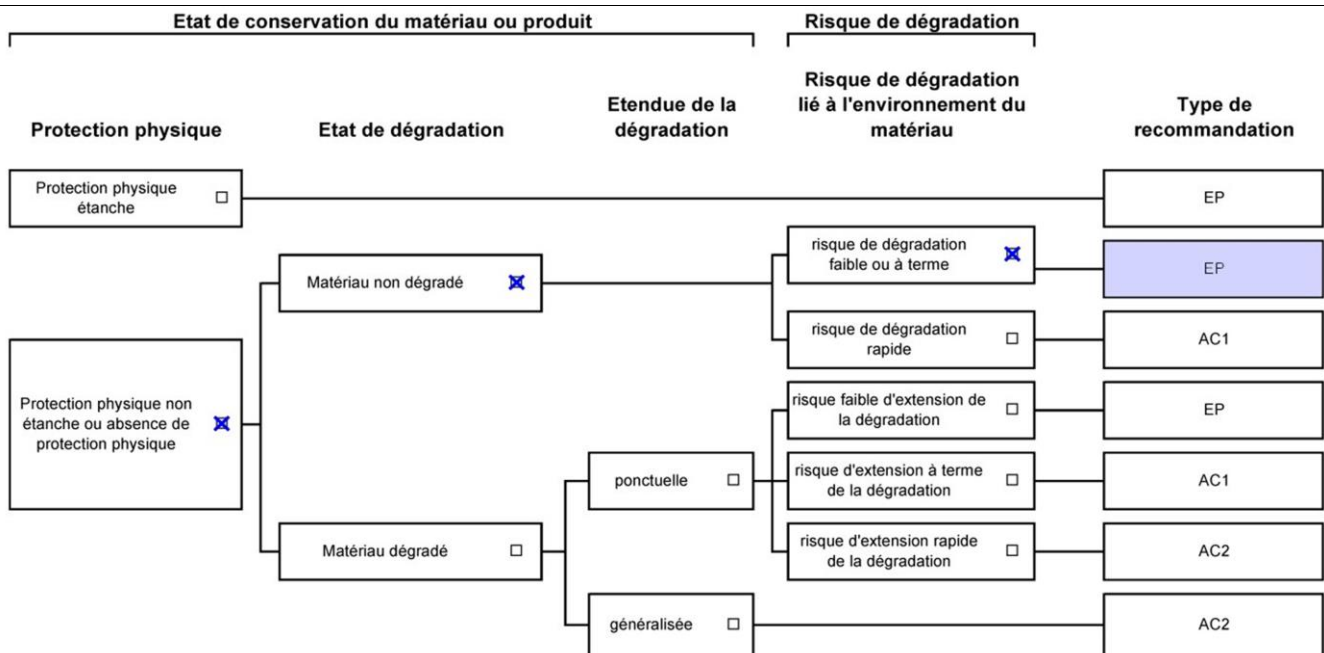 Etat de conservation du matériau ou produit
Risque de dégradation
Protection physique
Etat de dégradation
Etendue de la
dégradation
Risque de dégradation
lié à l'environnement du
matériau
Type de
recommandation
Protection physique
étanche
EP
risque de dégradation
faible ou à terme
EP
Matériau non dégradé
risque de dégradation
rapide
AC1
Protection physique non
étanche ou absence de
protection physique
risque faible d'extension de
la dégradation
EP
ponctuelle
risque d'extension à terme
de la dégradation
AC1
Matériau dégradé
risque d'extension rapide
de la dégradation
AC2
généralisée
AC2